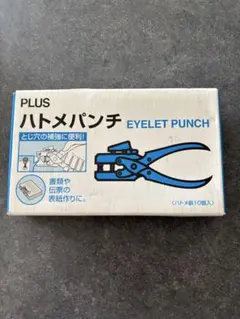 PLUS
ハトメパンチ EYELET PUNCH
とじ穴の補強に便利!
書類や
伝票の
表紙作りに。
(ハトメ約10個入)